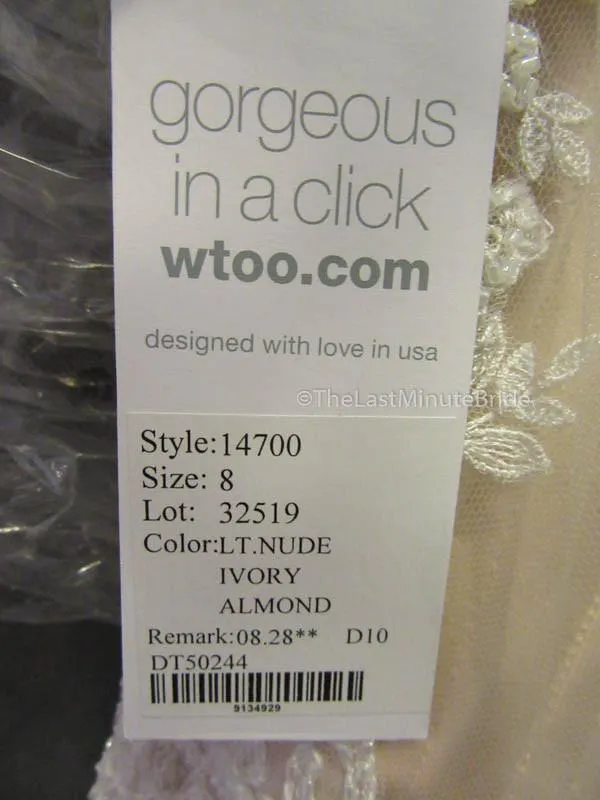 gorgeous
in a click
wtoo.com
designed with love in usa
©TheLastMinuteBride
Style:14700
Size: 8
Lot: 32519
Color:LT.NUDE
IVORY
ALMOND
Remark:08.28** D10
DT50244
9134929